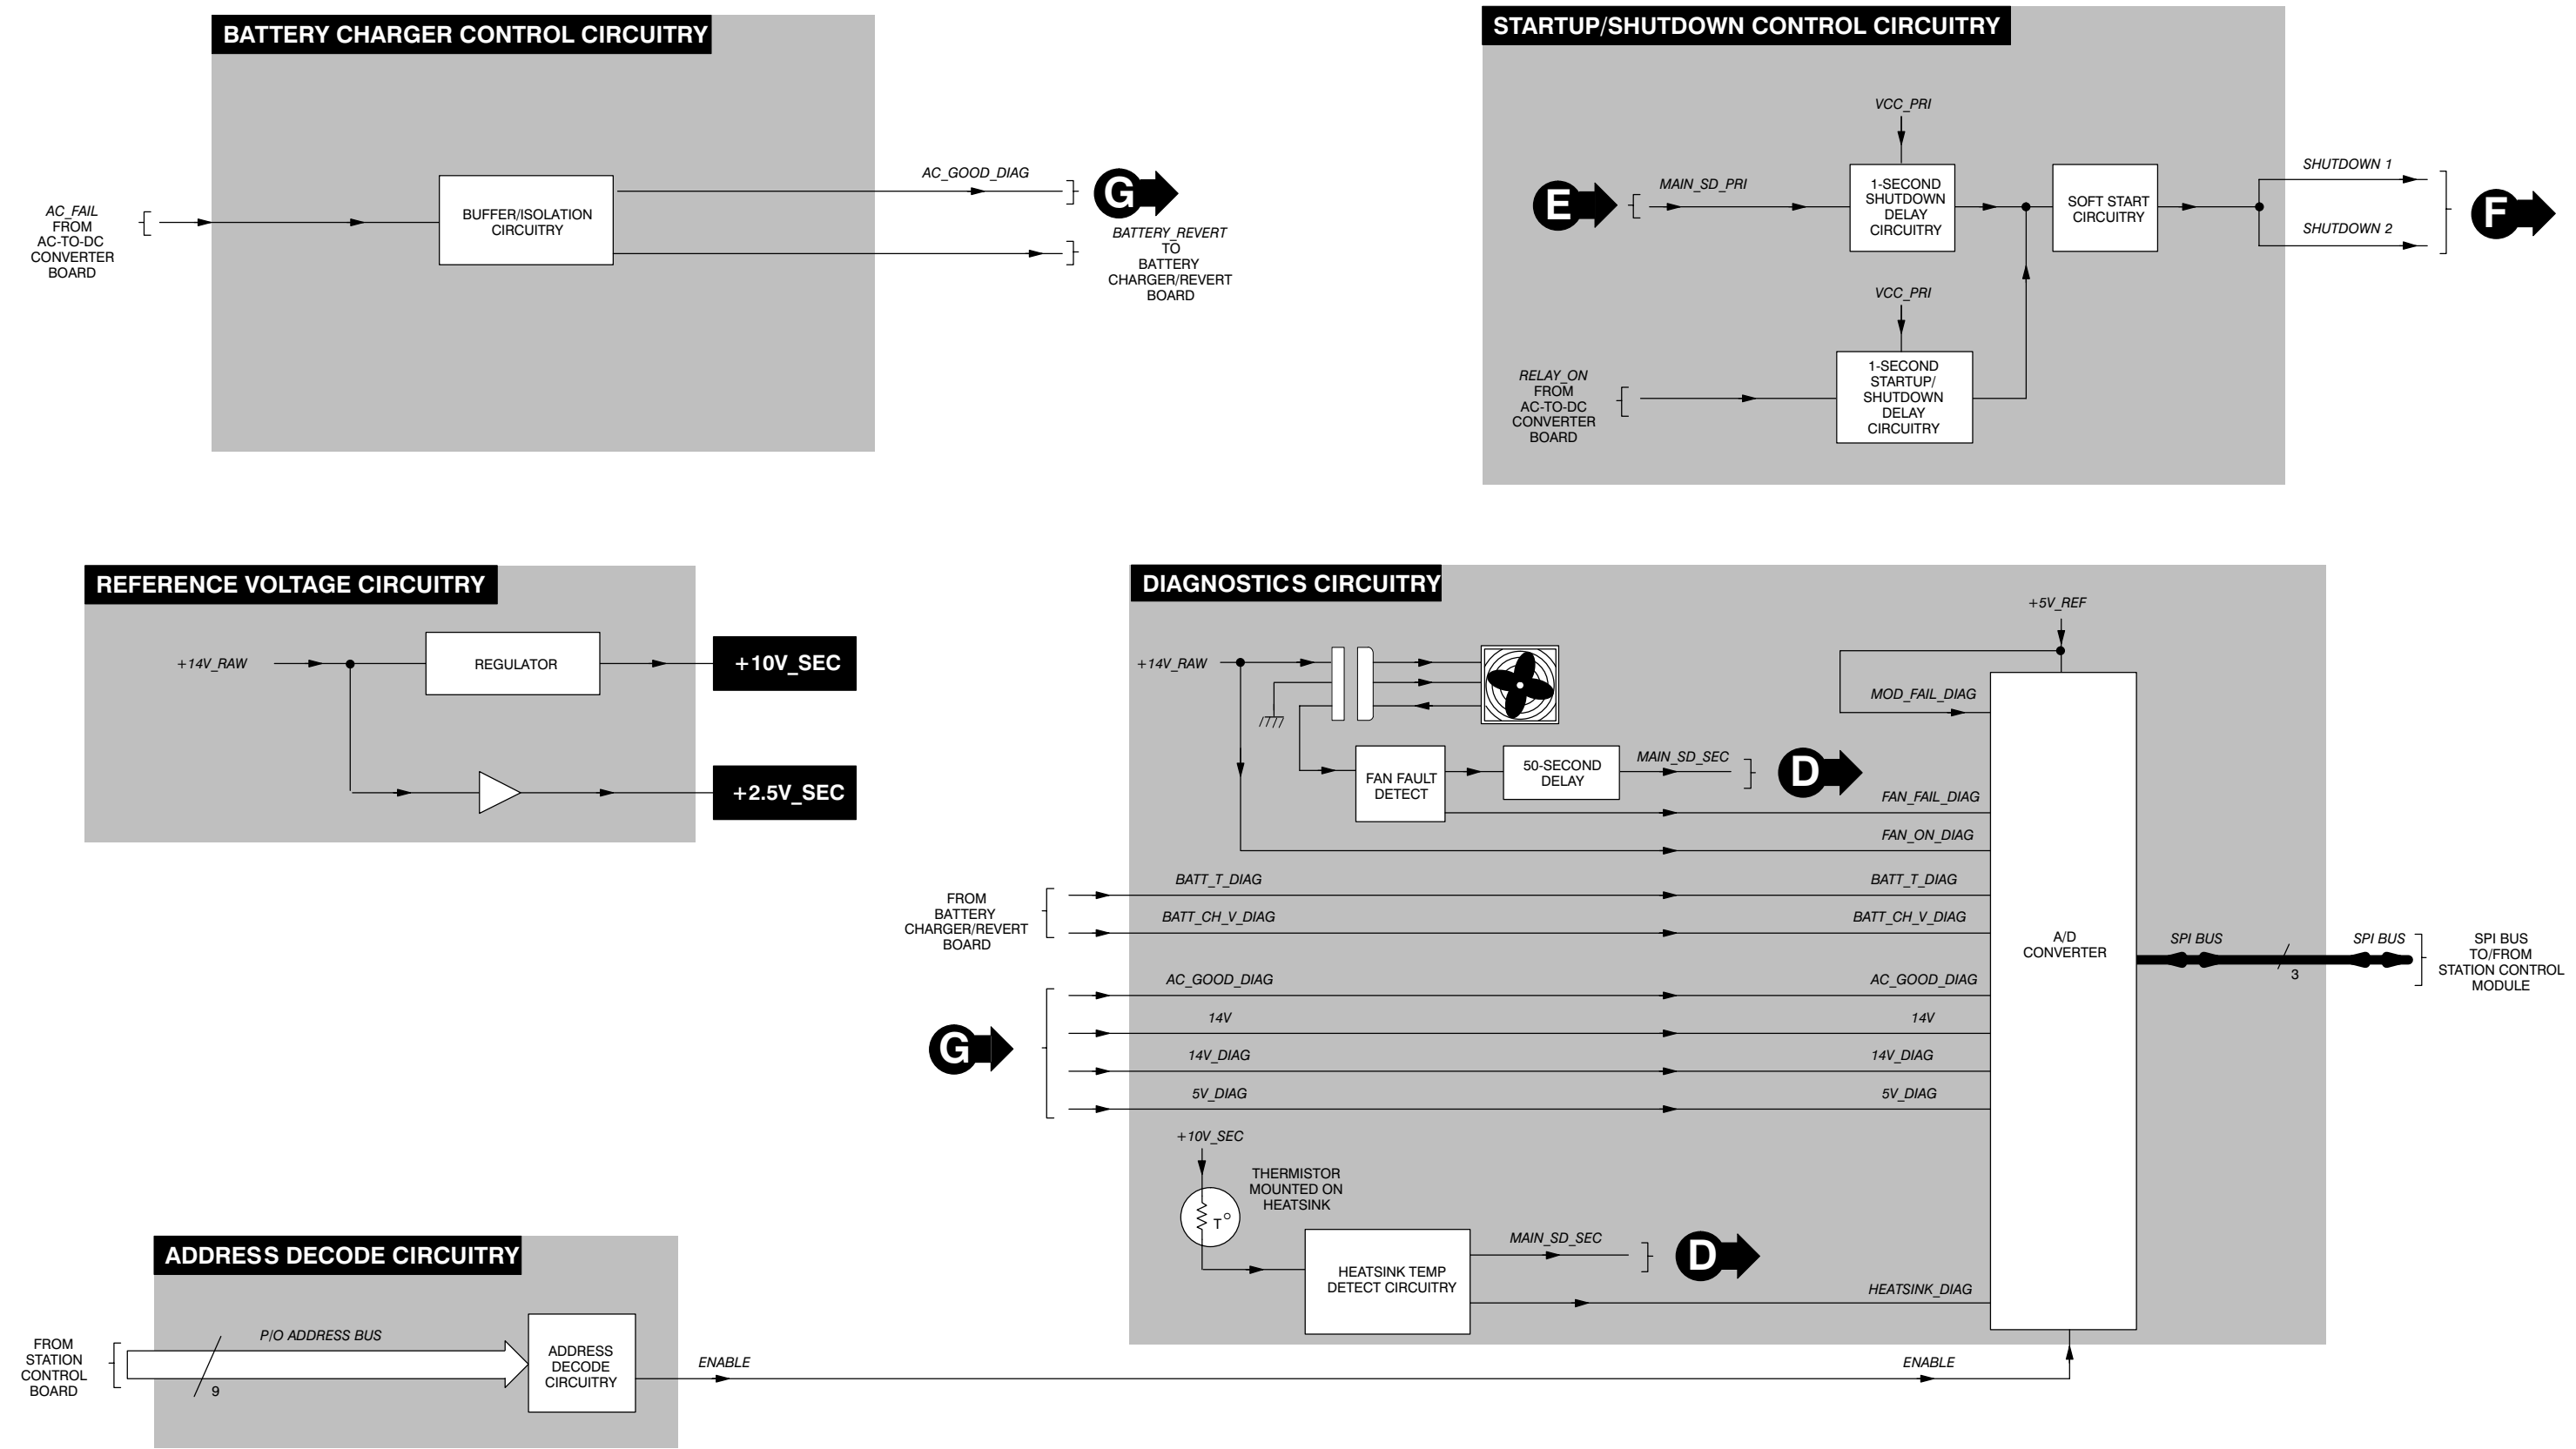 BATTERY CHARGER CONTROL CIRCUITRY
AC_FAIL
FROM
AC-TO-DC
CONVERTER
BOARD
BUFFER/ISOLATION
CIRCUITRY
AC_GOOD_DIAG
G
BATTERY_REVERT
TO
BATTERY
CHARGER/REVERT
BOARD
STARTUP/SHUTDOWN CONTROL CIRCUITRY
VCC_PRI
E
MAIN_SD_PRI
1-SECOND
SHUTDOWN
DELAY
CIRCUITRY
SOFT START
CIRCUITRY
SHUTDOWN 1
SHUTDOWN 2
F
VCC_PRI
RELAY_ON
FROM
AC-TO-DC
CONVERTER
BOARD
1-SECOND
STARTUP/
SHUTDOWN
DELAY
CIRCUITRY
REFERENCE VOLTAGE CIRCUITRY
+14V_RAW
REGULATOR
+10V_SEC
+2.5V_SEC
DIAGNOSTICS CIRCUITRY
+5V_REF
+14V_RAW
MOD_FAIL_DIAG
FAN FAULT
DETECT
50-SECOND
DELAY
MAIN_SD_SEC
D
FAN_FAIL_DIAG
FAN_ON_DIAG
FROM
BATTERY
CHARGER/REVERT
BOARD
BATT_T_DIAG
BATT_T_DIAG
BATT_CH_V_DIAG
BATT_CH_V_DIAG
A/D
CONVERTER
SPI BUS
3
SPI BUS
SPI BUS
TO/FROM
STATION CONTROL
MODULE
G
AC_GOOD_DIAG
AC_GOOD_DIAG
14V
14V
14V_DIAG
14V_DIAG
5V_DIAG
5V_DIAG
+10V_SEC
THERMISTOR
MOUNTED ON
HEATSINK
T°
HEATSINK TEMP
DETECT CIRCUITRY
MAIN_SD_SEC
D
HEATSINK_DIAG
ADDRESS DECODE CIRCUITRY
FROM
STATION
CONTROL
BOARD
P/O ADDRESS BUS
9
ADDRESS
DECODE
CIRCUITRY
ENABLE
ENABLE